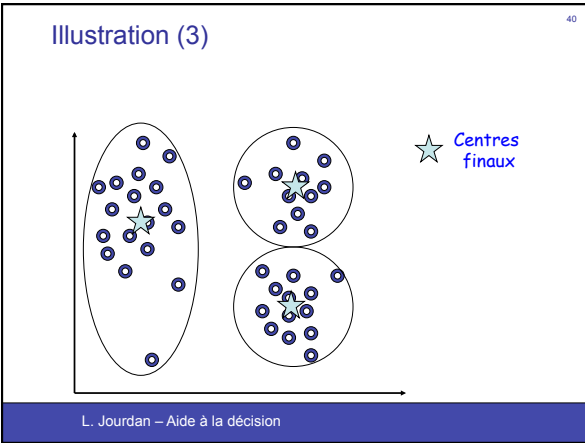 40
Illustration (3)
Centres
finaux
L. Jourdan – Aide à la décision